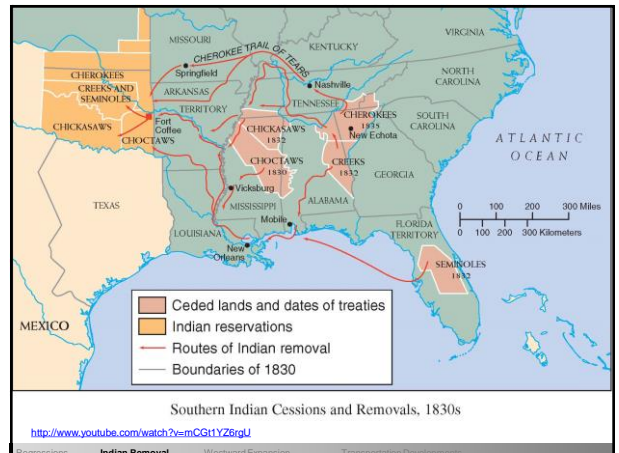 MISSOURI
KENTUCKY
VIRGINIA
CHEROKEE TRAIL OF TEARS
Springfield
Nashville
NORTH
CAROLINA
CHEROKEES
CREEKS AND
SEMINOLES
ARKANSAS
TERRITORY
TENNESSEE
CHEROKEES
1835
New Echota
SOUTH
CAROLINA
Fort
Coffee
CHICKASAWS
CHOCTAWS
CHICKASAWS
1832
CHOCTAWS
1830
CREEKS
1832
GEORGIA
ATLANTIC
OCEAN
Vicksburg
MISSISSIPPI
ALABAMA
TEXAS
LOUISIANA
Mobile
New
Orleans
FLORIDA
TERRITORY
SEMINOLES
1832
0 100 200 300 Miles
0 100 200 300 Kilometers
MEXICO
Ceded lands and dates of treaties
Indian reservations
Routes of Indian removal
Boundaries of 1830
Southern Indian Cessions and Removals, 1830s
http://www.youtube.com/watch?v=mCGt1YZ6rgU
Indian Removal
Westward Expansion